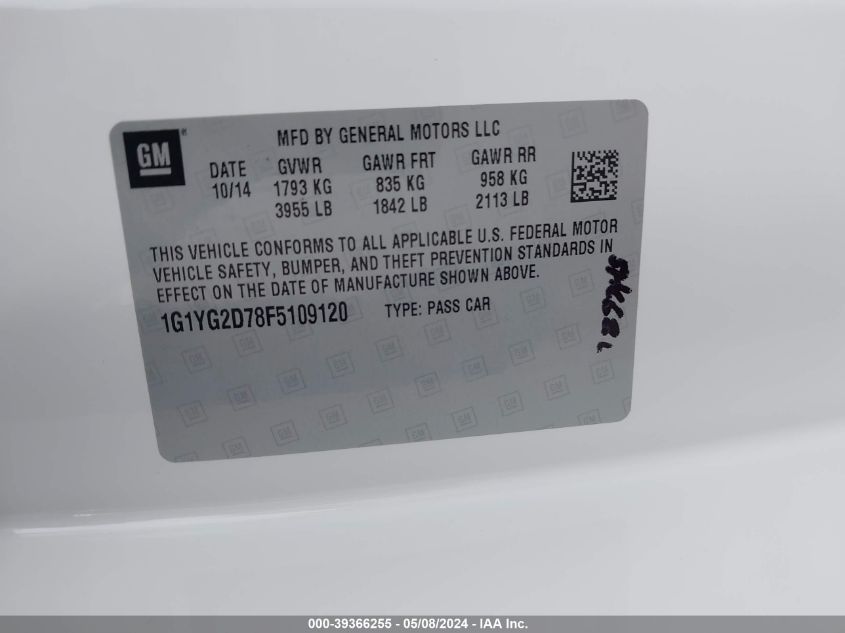 GM
MFD BY GENERAL MOTORS LLC
DATE GVWR GAWR FRT GAWR RR
10/14 1793 KG 835 KG 958 KG
3955 LB 1842 LB 2113 LB
THIS VEHICLE CONFORMS TO ALL APPLICABLE U.S. FEDERAL MOTOR
VEHICLE SAFETY, BUMPER, AND THEFT PREVENTION STANDARDS IN
EFFECT ON THE DATE OF MANUFACTURE SHOWN ABOVE.
1G1YG2D78F5109120 TYPE: PASS CAR
000-39366255 - 05/08/2024 - IAA Inc.